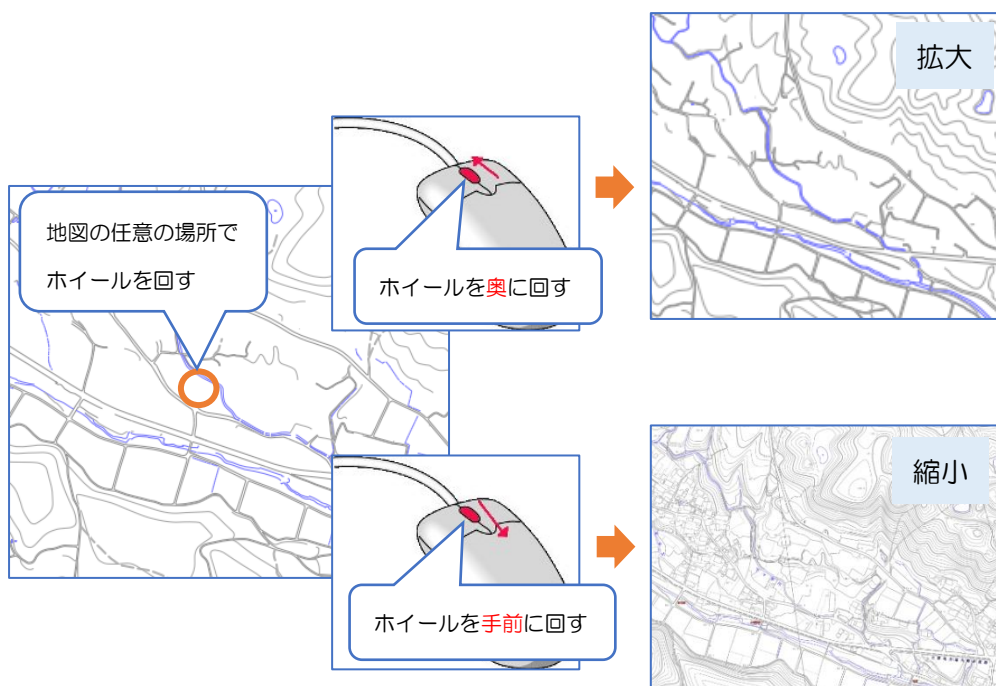 地図の任意の場所で
ホイールを回す
ホイールを奥に回す
拡大
ホイールを手前に回す
縮小